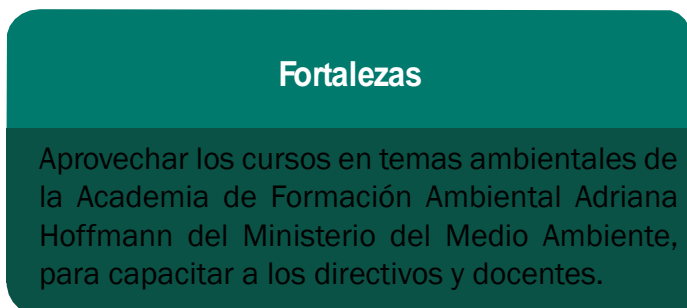 Fortalezas
Aprovechar los cursos en temas ambientales de
la Academia de Formación Ambiental Adriana
Hoffmann del Ministerio del Medio Ambiente,
para capacitar a los directivos y docentes.